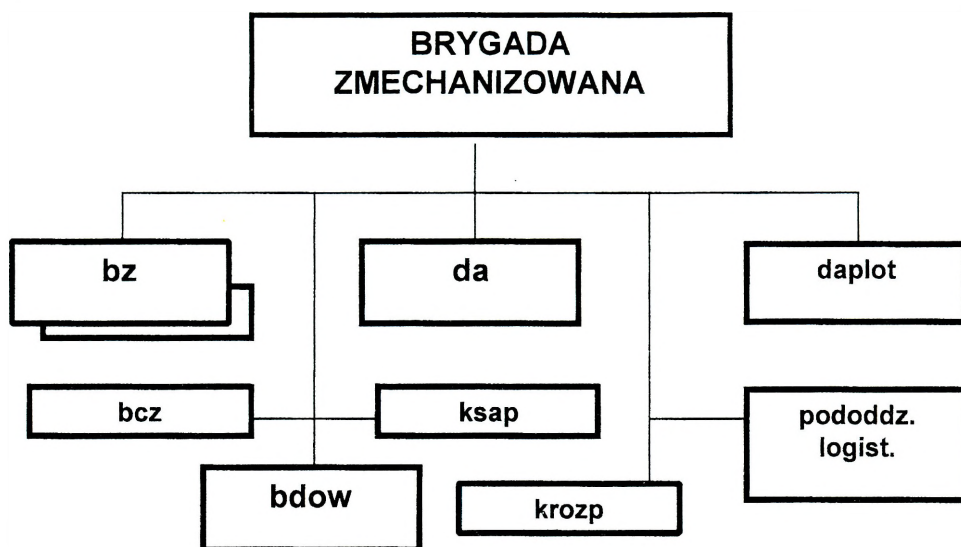 BRYGADA
ZMECHANIZOWANA
bz
da
daplot
bcz
ksap
pododdz.
logist.
bdow
krozp